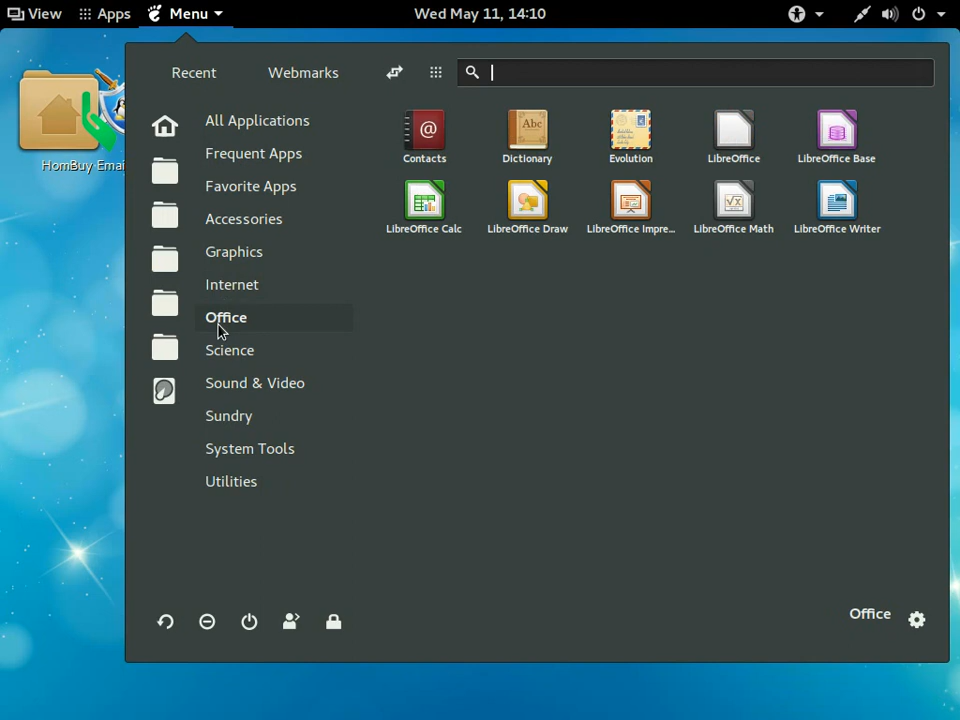 View Apps Menu Wed May 11, 14:10
Recent Webmarks
All Applications
Frequent Apps
Favorite Apps
Accessories
Graphics
Internet
Office
Science
Sound & Video
Sundry
System Tools
Utilities
@ Abc
Contacts Dictionary Evolution LibreOffice LibreOffice Base
LibreOffice Calc LibreOffice Draw LibreOffice Impre... LibreOffice Math LibreOffice Writer
HomBuy Emai
Office